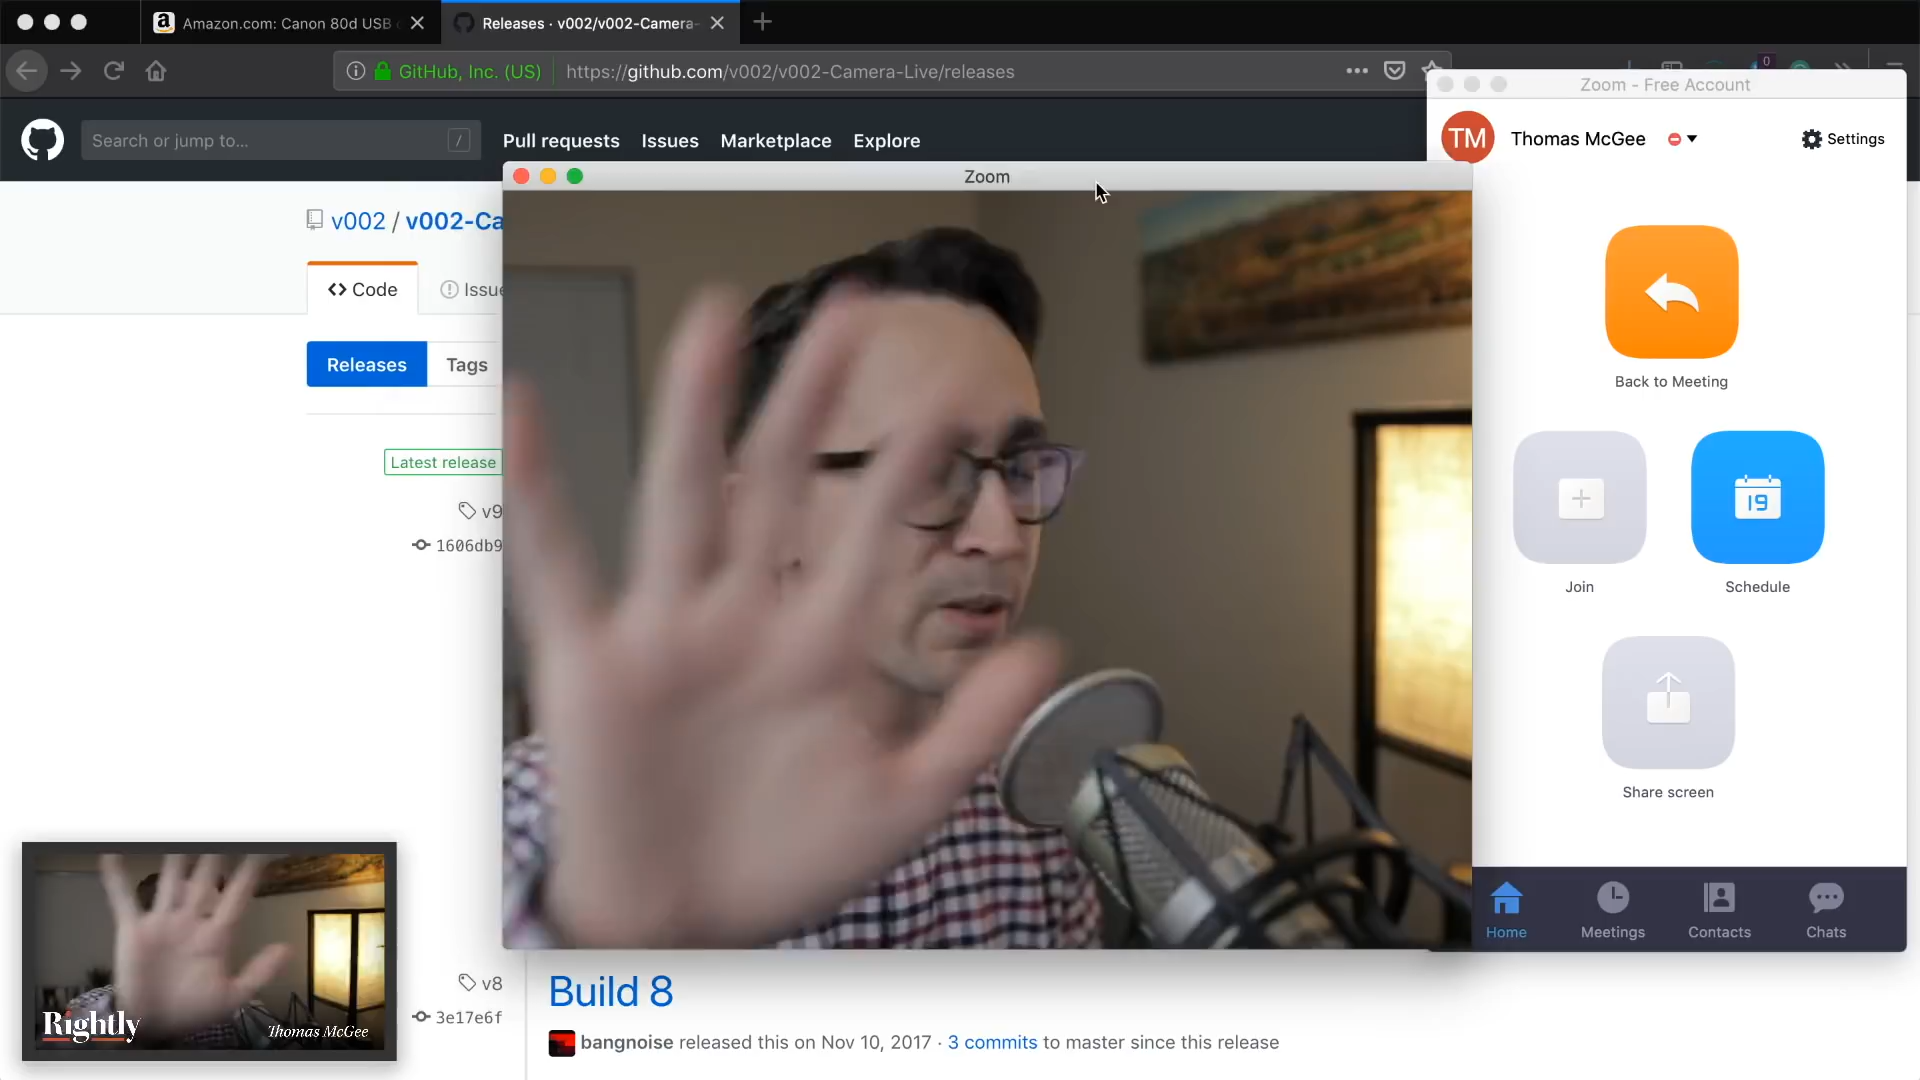 Amazon.com: Canon 80d USB
Releases · v002/v002-Camera-
GitHub, Inc. (US)
https://github.com/v002/v002-Camera-Live/releases
0
Zoom - Free Account
Search or jump to...
/
Pull requests
Issues
Marketplace
Explore
TM
Thomas McGee
Settings
Zoom
v002 / v002-Ca
Code
Issue
Releases
Tags
Back to Meeting
Latest release
v9
1606db9
19
Join
Schedule
Share screen
Home
Meetings
Contacts
Chats
v8
3e17e6f
Build 8
bangnoise released this on Nov 10, 2017 · 3 commits to master since this release
Rightly
Thomas McGee